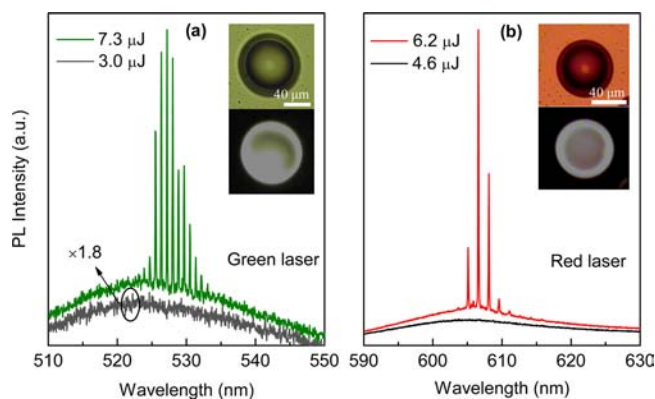 (a)
7.3 μJ
3.0 μJ
40 μm
×1.8
Green laser
PL Intensity (a.u.)
510 520 530 540 550
Wavelength (nm)
(b)
6.2 μJ
4.6 μJ
40 μm
Red laser
590 600 610 620 630
Wavelength (nm)